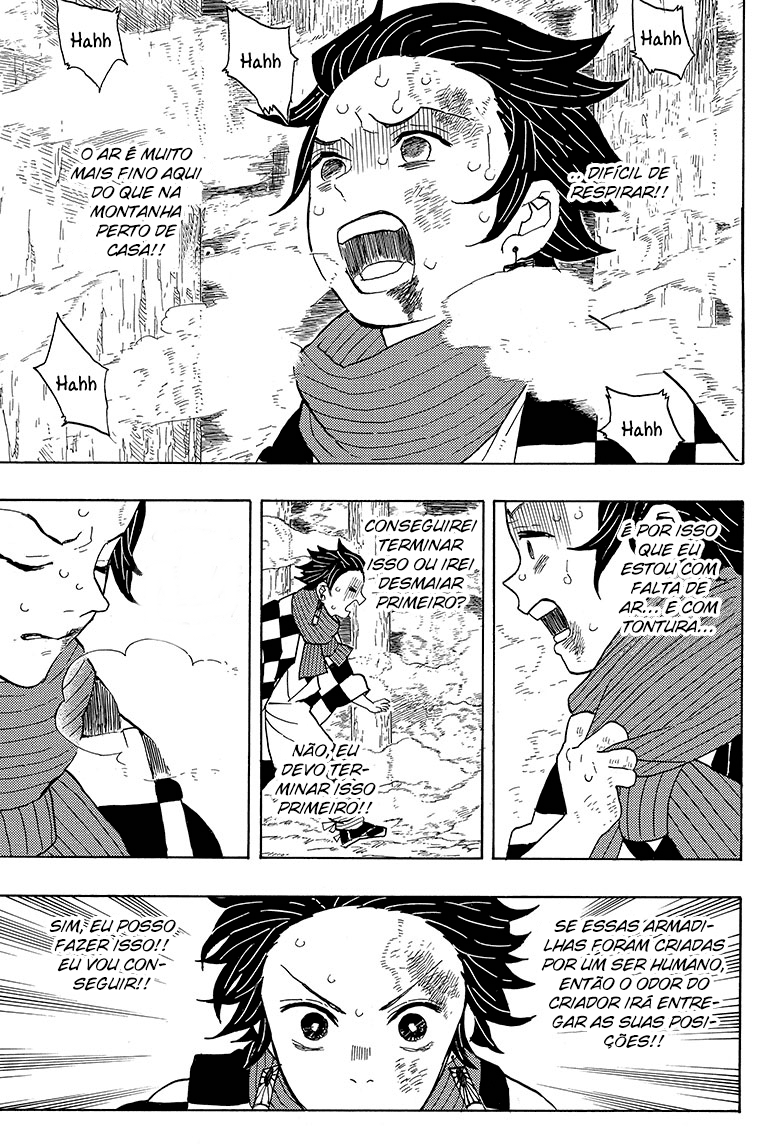 Hahh
.. DIFÍCIL DE
RESPIRAR!!
Hahh
Hahh
Hahh
O AR É MUITO
MAIS FINO AQUI
DO QUE NA
MONTANHA
PERTO DE
CASA!!
Hahh
É POR ISSO
QUE EU
ESTOU COM
FALTA DE
AR... E COM
TONTURA...
CONSEGUIREI
TERMINAR
ISSO OU IREI
DESMAIAR
PRIMEIRO?
NÃO, EU
DEVO TER-
MINAR ISSO
PRIMEIRO!!
SE ESSAS ARMADI-
LHAS FORAM CRIADAS
POR UM SER HUMANO,
ENTÃO O ODOR DO
CRIADOR IRÁ ENTRE-
GAR AS SUAS POSI-
ÇÕES!!
SIM, EU POSSO
FAZER ISSO!!
EU VOU CON-
SEGUIR!!